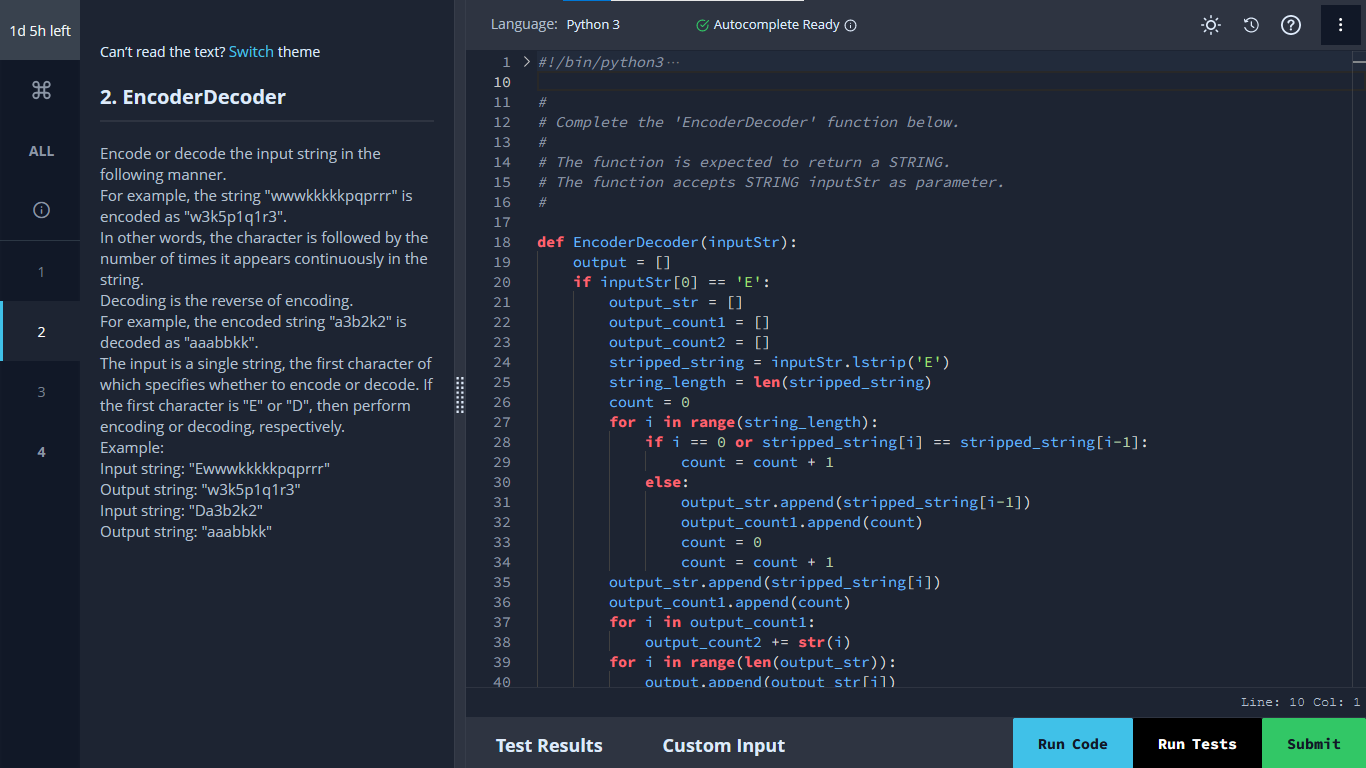 1d 5h left
ALL
1
2
3
4
Can't read the text? Switch theme
2. EncoderDecoder
Encode or decode the input string in the
following manner.
For example, the string "wwwkkkkkpqprrr" is
encoded as "w3k5p1q1r3".
In other words, the character is followed by the
number of times it appears continuously in the
string.
Decoding is the reverse of encoding.
For example, the encoded string "a3b2k2" is
decoded as "aaabbkk".
The input is a single string, the first character of
which specifies whether to encode or decode. If
the first character is "E" or "D", then perform
encoding or decoding, respectively.
Example:
Input string: "Ewwwkkkkkpqprrr"
Output string: "w3k5p1q1r3"
Input string: "Da3b2k2"
Output string: "aaabbkk"
Language: Python 3
Autocomplete Ready
1 #!/bin/python3···
10
11 #
12 # Complete the 'EncoderDecoder' function below.
13 #
14 # The function is expected to return a STRING.
15 # The function accepts STRING inputStr as parameter.
16 #
17
18 def EncoderDecoder(inputStr):
19 output = []
20 if inputStr[0] == 'E':
21 output_str = []
22 output_count1 = []
23 output_count2 = []
24 stripped_string = inputStr.lstrip('E')
25 string_length = len(stripped_string)
26 count = 0
27 for i in range(string_length):
28 if i == 0 or stripped_string[i] == stripped_string[i-1]:
29 count = count + 1
30 else:
31 output_str.append(stripped_string[i-1])
32 output_count1.append(count)
33 count = 0
34 count = count + 1
35 output_str.append(stripped_string[i])
36 output_count1.append(count)
37 for i in output_count1:
38 output_count2 += str(i)
39 for i in range(len(output_str)):
40 output.append(output_str[i])
Line: 10 Col: 1
Test Results
Custom Input
Run Code
Run Tests
Submit